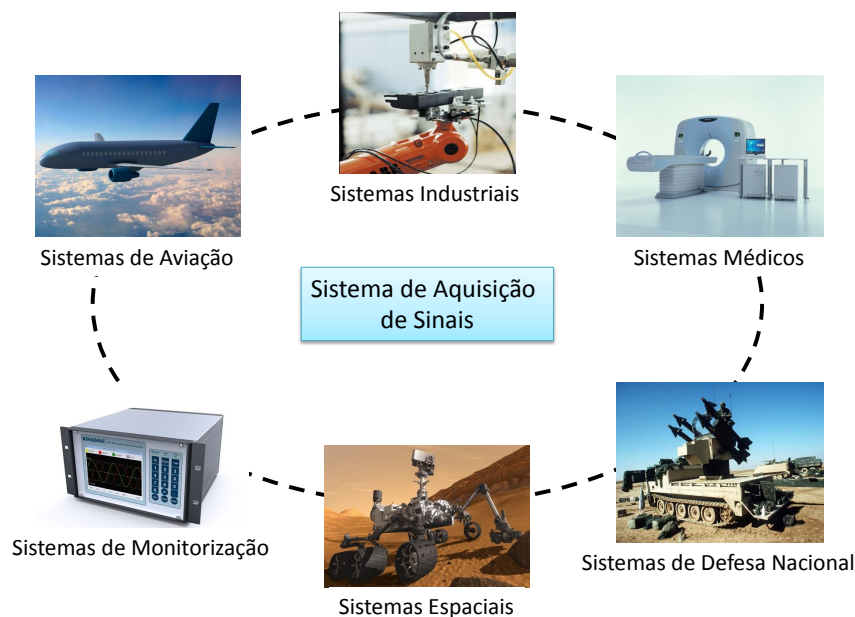 Sistemas Industriais
Sistemas de Aviação
Sistemas Médicos
Sistema de Aquisição
de Sinais
Sistemas de Monitorização
Sistemas de Defesa Nacional
Sistemas Espaciais